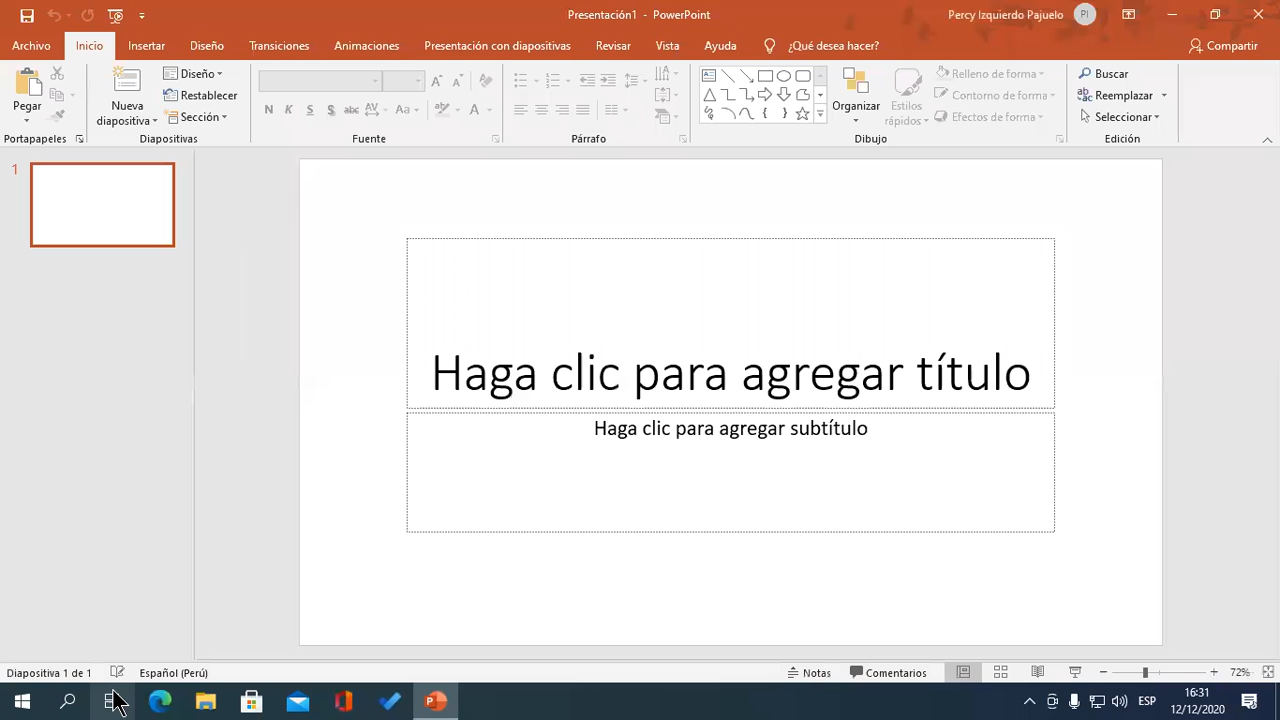 Presentación1 - PowerPoint
Percy Izquierdo Pajuelo
PI
Archivo Inicio Insertar Diseño Transiciones Animaciones Presentación con diapositivas Revisar Vista Ayuda ¿Qué desea hacer? Compartir
Pegar
Portapapeles
Nueva diapositiva
Diseño
Restablecer
Sección
Diapositivas
N K S S abc AV Aa A
Fuente
Párrafo
Organizar
Estilos rápidos
Relleno de forma
Contorno de forma
Efectos de forma
Dibujo
Buscar
Reemplazar
Seleccionar
Edición
1
Haga clic para agregar título
Haga clic para agregar subtítulo
Diapositiva 1 de 1 Español (Perú) Notas Comentarios 72%
ESP
16:31
12/12/2020